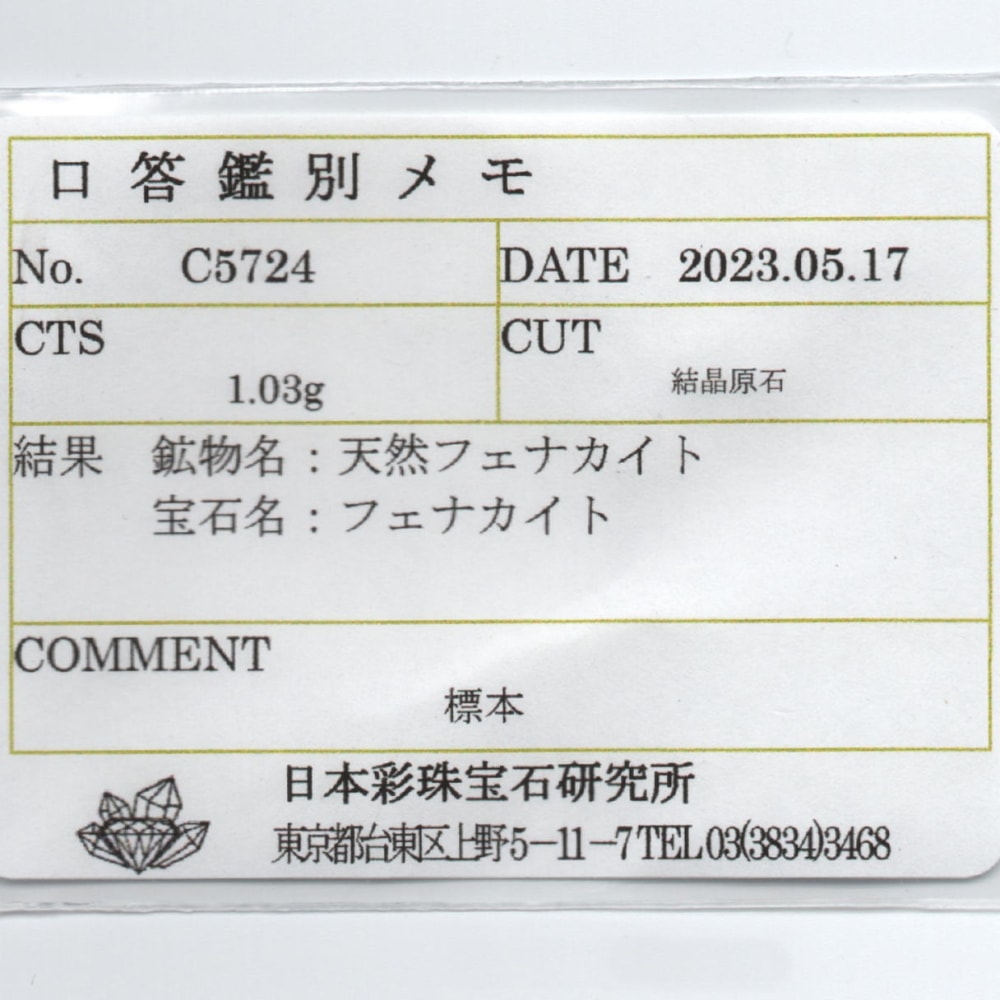 口答鑑別メモ
No. C5724
DATE 2023.05.17
CTS
1.03g
CUT
結晶原石
結果 鉱物名：天然フェナカイト
宝石名：フェナカイト
COMMENT
標本
日本彩珠宝石研究所
東京都台東区上野5－11－7 TEL 03(3834)3468